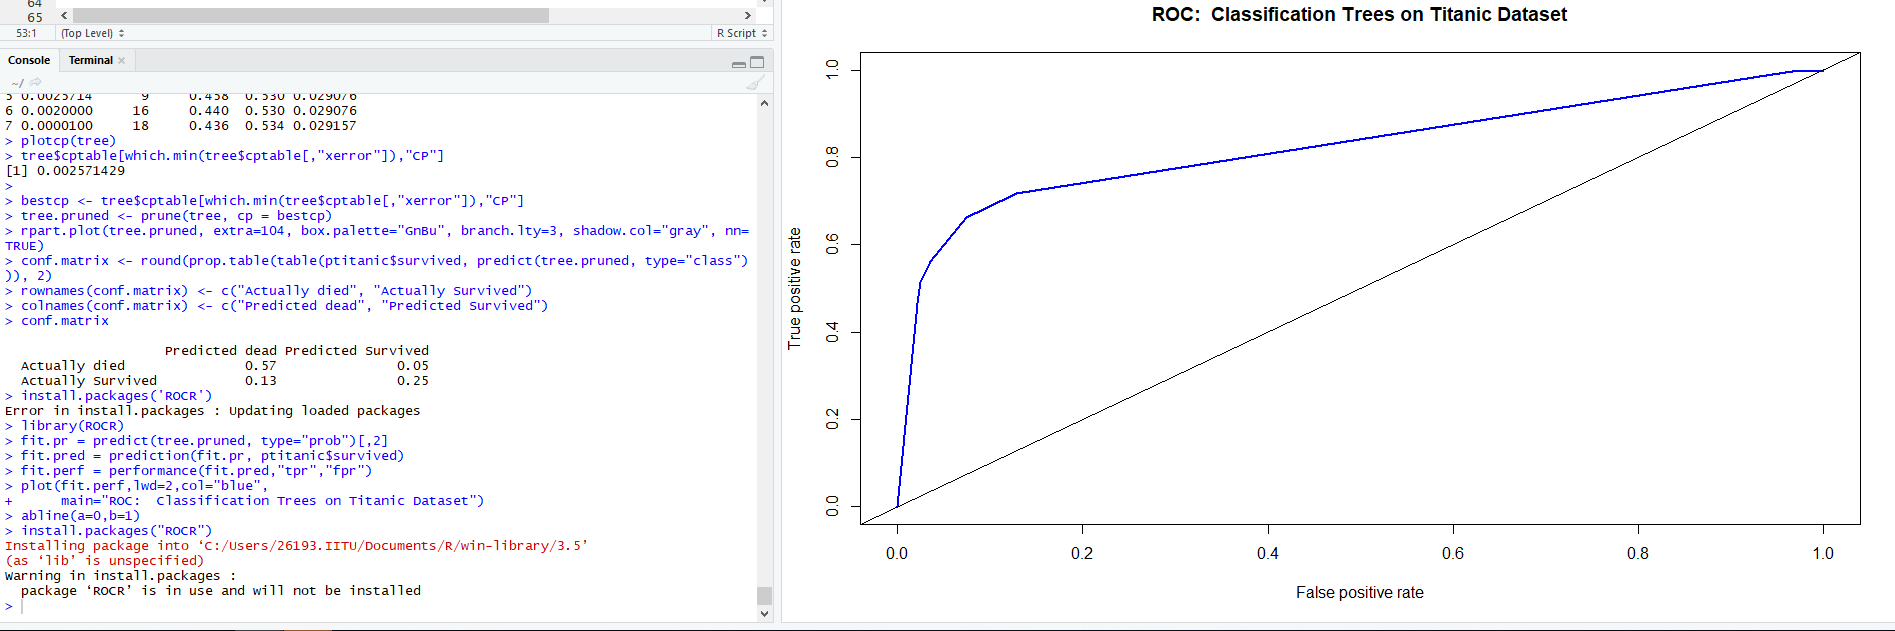 64
65
53:1 (Top Level) R Script
Console Terminal
~/
5 0.0025714 9 0.458 0.530 0.029076
6 0.0020000 16 0.440 0.530 0.029076
7 0.0000100 18 0.436 0.534 0.029157
> plotcp(tree)
> tree$cptable[which.min(tree$cptable[,"xerror"]),"CP"]
[1] 0.002571429
>
> bestcp <- tree$cptable[which.min(tree$cptable[,"xerror"]),"CP"]
> tree.pruned <- prune(tree, cp = bestcp)
> rpart.plot(tree.pruned, extra=104, box.palette="GnBu", branch.lty=3, shadow.col="gray", nn=
TRUE)
> conf.matrix <- round(prop.table(table(ptitanic$survived, predict(tree.pruned, type="class")
)), 2)
> rownames(conf.matrix) <- c("Actually died", "Actually Survived")
> colnames(conf.matrix) <- c("Predicted dead", "Predicted Survived")
> conf.matrix
Predicted dead Predicted Survived
Actually died 0.57 0.05
Actually Survived 0.13 0.25
> install.packages('ROCR')
Error in install.packages : Updating loaded packages
> library(ROCR)
> fit.pr = predict(tree.pruned, type="prob")[,2]
> fit.pred = prediction(fit.pr, ptitanic$survived)
> fit.perf = performance(fit.pred,"tpr","fpr")
> plot(fit.perf,lwd=2,col="blue",
+ main="ROC:  Classification Trees on Titanic Dataset")
> abline(a=0,b=1)
> install.packages("ROCR")
Installing package into ‘C:/Users/26193.IITU/Documents/R/win-library/3.5’
(as ‘lib’ is unspecified)
Warning in install.packages :
package ‘ROCR’ is in use and will not be installed
>
ROC:  Classification Trees on Titanic Dataset
True positive rate
1.0
0.8
0.6
0.4
0.2
0.0
0.0 0.2 0.4 0.6 0.8 1.0
False positive rate